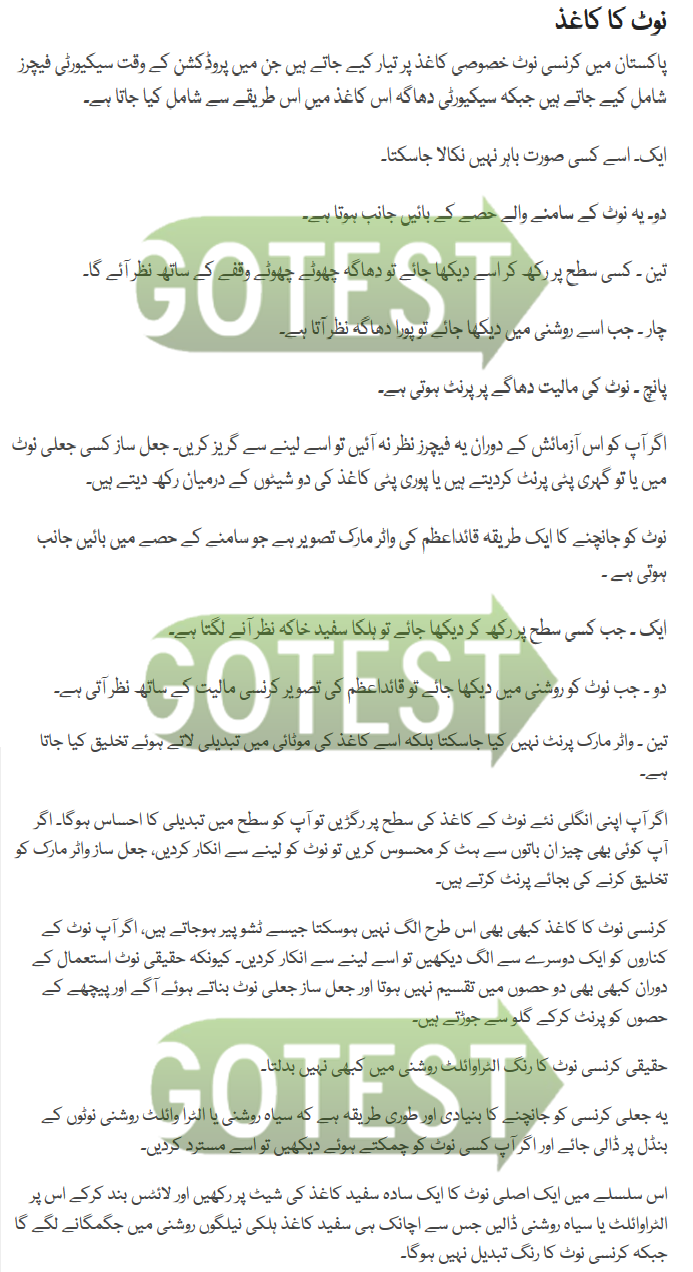 نوٹ کا کاغذ
پاکستان میں کرنسی نوٹ خصوصی کاغذ پر تیار کیے جاتے ہیں جن میں پروڈکشن کے وقت سیکیورٹی فیچرز
شامل کیے جاتے ہیں جبکہ سیکیورٹی دھاگہ اس کاغذ میں اس طریقے سے شامل کیا جاتا ہے۔
ایک۔ اسے کسی صورت باہر نہیں نکالا جاسکتا۔
دو۔ یہ نوٹ کے سامنے والے حصے کے بائیں جانب ہوتا ہے۔
تین ۔ کسی سطح پر رکھ کر اسے دیکھا جائے تو دھاگہ چھوٹے چھوٹے وقفے کے ساتھ نظر آئے گا۔
چار ۔ جب اسے روشنی میں دیکھا جائے تو پورا دھاگہ نظر آتا ہے۔
پانچ ۔ نوٹ کی مالیت دھاگے پر پرنٹ ہوتی ہے۔
اگر آپ کو اس آزمائش کے دوران یہ فیچرز نظر نہ آئیں تو اسے لینے سے گریز کریں۔ جعل ساز کسی جعلی نوٹ
میں یا تو گہری پٹی پرنٹ کردیتے ہیں یا پوری پٹی کاغذ کی دو شیٹوں کے درمیان رکھ دیتے ہیں۔
نوٹ کو جانچنے کا ایک طریقہ قائداعظم کی واٹر مارک تصویر ہے جو سامنے کے حصے میں بائیں جانب
ہوتی ہے ۔
ایک ۔ جب کسی سطح پر رکھ کر دیکھا جائے تو ہلکا سفید خاکہ نظر آنے لگتا ہے۔
دو ۔ جب نوٹ کو روشنی میں دیکھا جائے تو قائداعظم کی تصویر کرنسی مالیت کے ساتھ نظر آتی ہے۔
تین ۔ واٹر مارک پرنٹ نہیں کیا جاسکتا بلکہ اسے کاغذ کی موٹائی میں تبدیلی لاتے ہوئے تخلیق کیا جاتا
ہے۔
اگر آپ اپنی انگلی نئے نوٹ کے کاغذ کی سطح پر رگڑیں تو آپ کو سطح میں تبدیلی کا احساس ہوگا۔ اگر
آپ کوئی بھی چیز ان باتوں سے ہٹ کر محسوس کریں تو نوٹ کو لینے سے انکار کردیں، جعل ساز واٹر مارک کو
تخلیق کرنے کی بجائے پرنٹ کرتے ہیں۔
کرنسی نوٹ کا کاغذ کبھی بھی اس طرح الگ نہیں ہوسکتا جیسے ٹشو پیر ہوجاتے ہیں، اگر آپ نوٹ کے
کناروں کو ایک دوسرے سے الگ دیکھیں تو اسے لینے سے انکار کردیں۔ کیونکہ حقیقی نوٹ استعمال کے
دوران کبھی بھی دو حصوں میں تقسیم نہیں ہوتا اور جعل ساز جعلی نوٹ بناتے ہوئے آگے اور پیچھے کے
حصوں کو پرنٹ کرکے گلو سے جوڑتے ہیں۔
حقیقی کرنسی نوٹ کا رنگ الٹراوائلٹ روشنی میں کبھی نہیں بدلتا۔
یہ جعلی کرنسی کو جانچنے کا بنیادی اور طوری طریقہ ہے کہ سیاہ روشنی یا الٹرا وائلٹ روشنی نوٹوں کے
بنڈل پر ڈالی جائے اور اگر آپ کسی نوٹ کو چمکتے ہوئے دیکھیں تو اسے مسترد کردیں۔
اس سلسلے میں ایک اصلی نوٹ کا ایک سادہ سفید کاغذ کی شیٹ پر رکھیں اور لائٹس بند کرکے اس پر
الٹراوائلٹ یا سیاہ روشنی ڈالیں جس سے اچانک ہی سفید کاغذ ہلکی نیلگوں روشنی میں جگمگانے لگے گا
جبکہ کرنسی نوٹ کا رنگ تبدیل نہیں ہوگا۔
GOTEST
GOTEST
GOTEST